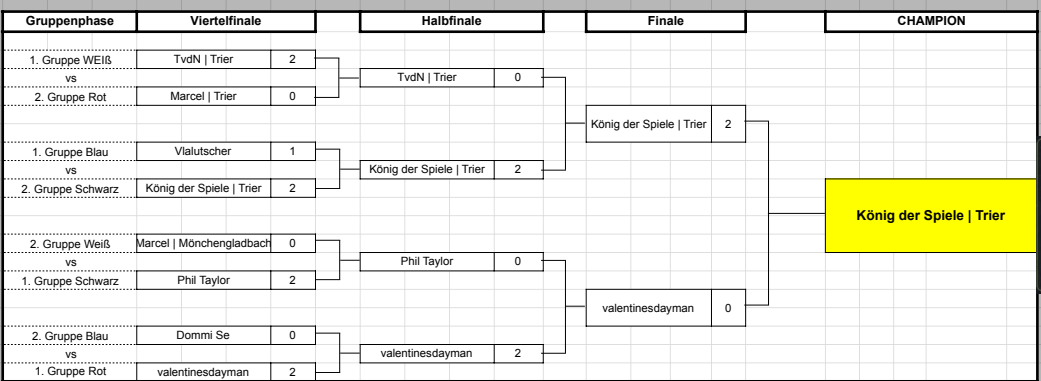 Gruppenphase Viertelfinale Halbfinale Finale CHAMPION
1. Gruppe WEIß TvdN | Trier 2
vs TvdN | Trier 0
2. Gruppe Rot Marcel | Trier 0
König der Spiele | Trier 2
1. Gruppe Blau Vlalutscher 1
vs König der Spiele | Trier 2
2. Gruppe Schwarz König der Spiele | Trier 2
König der Spiele | Trier
2. Gruppe Weiß Marcel | Mönchengladbach 0
vs Phil Taylor 0
1. Gruppe Schwarz Phil Taylor 2
valentinesdayman 0
2. Gruppe Blau Dommi Se 0
vs valentinesdayman 2
1. Gruppe Rot valentinesdayman 2